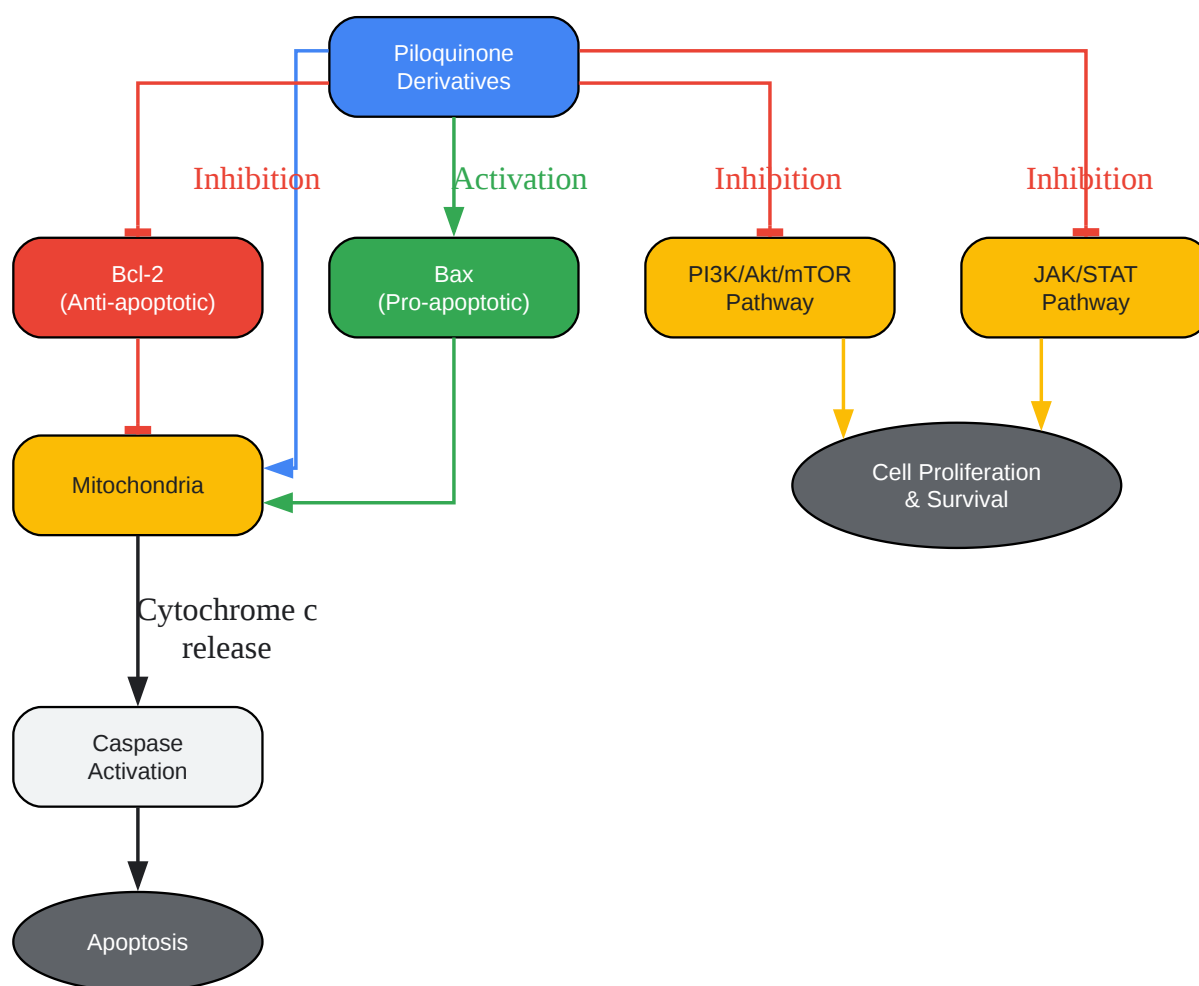 Piloquinone
Derivatives
Inhibition
Activation
Inhibition
Inhibition
Bcl-2
(Anti-apoptotic)
Bax
(Pro-apoptotic)
PI3K/Akt/mTOR
Pathway
JAK/STAT
Pathway
Mitochondria
Cell Proliferation
& Survival
Cytochrome c
release
Caspase
Activation
Apoptosis